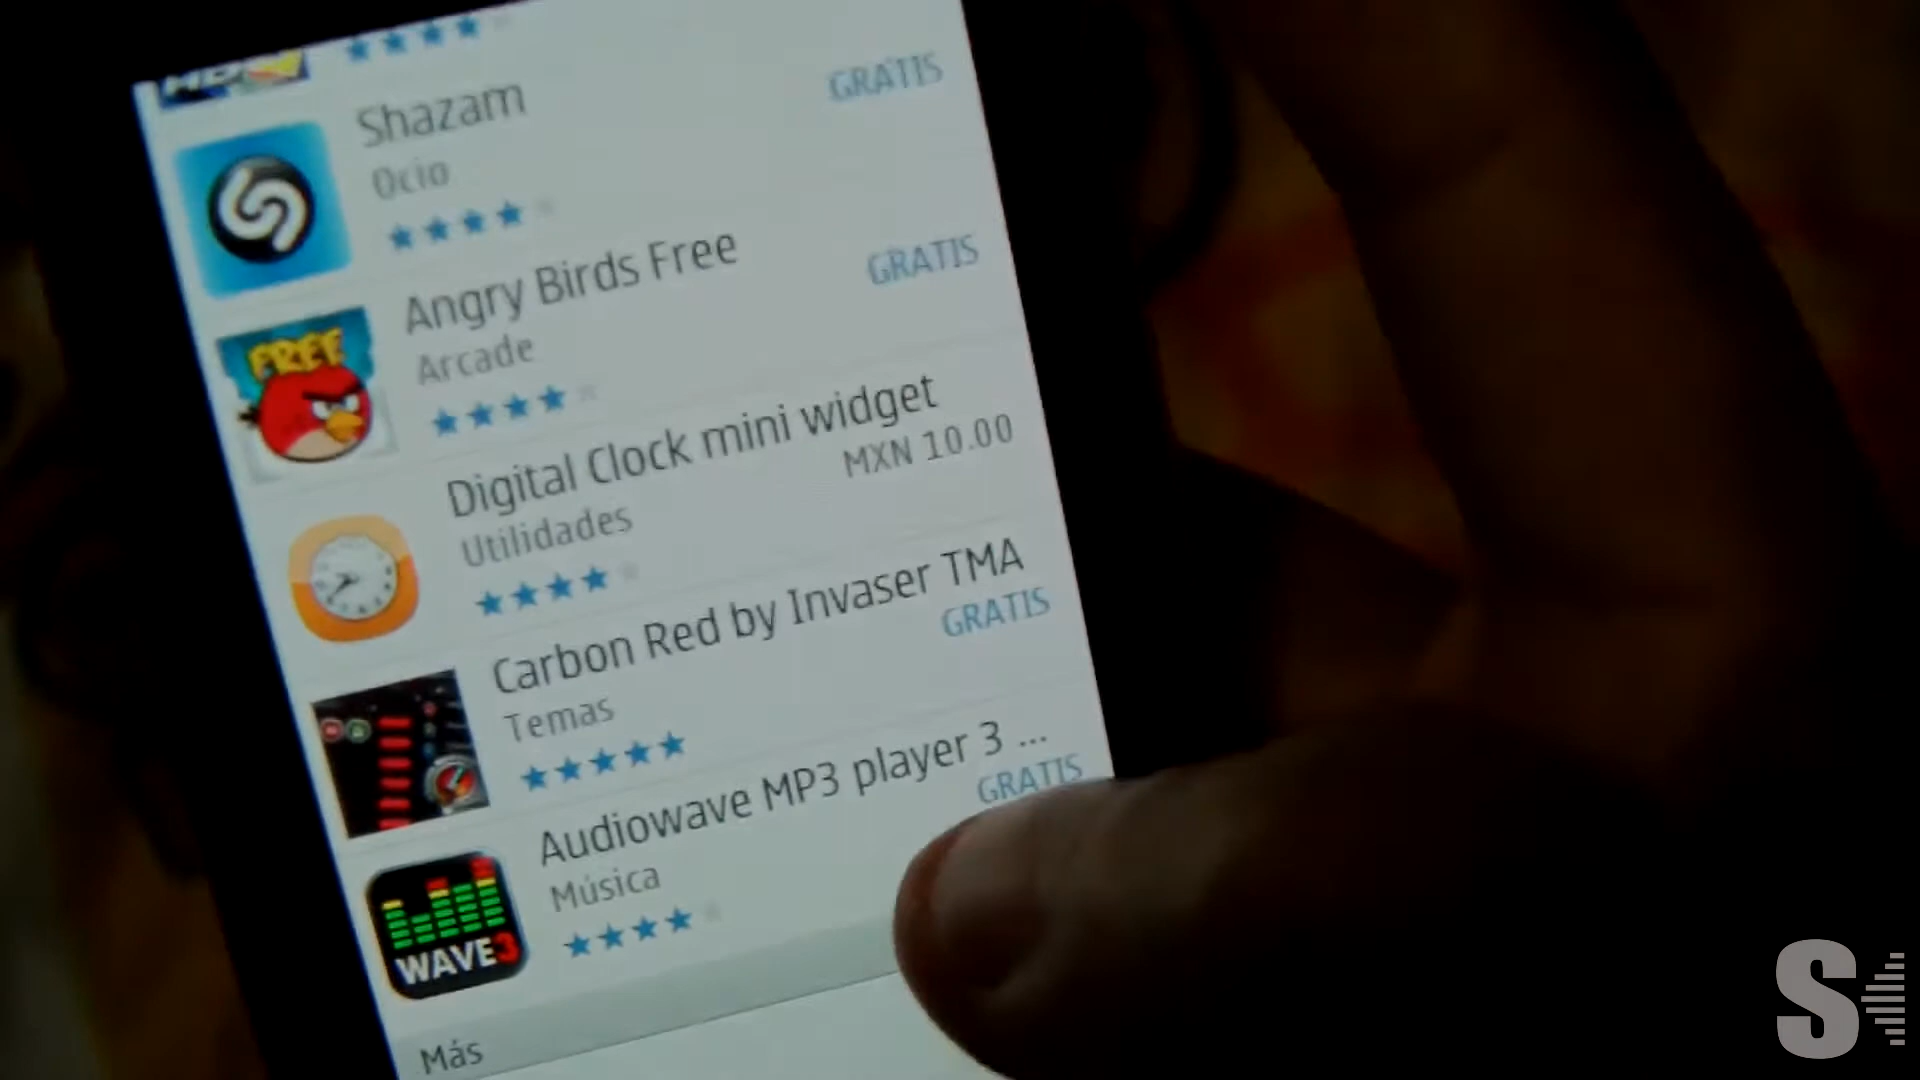 Shazam
GRATIS
Ocio
Angry Birds Free
GRATIS
Arcade
FREE
Digital Clock mini widget
MXN 10.00
Utilidades
Carbon Red by Invaser TMA
GRATIS
Temas
Audiowave MP3 player 3 ...
GRATIS
Música
WAVE3
Más
S